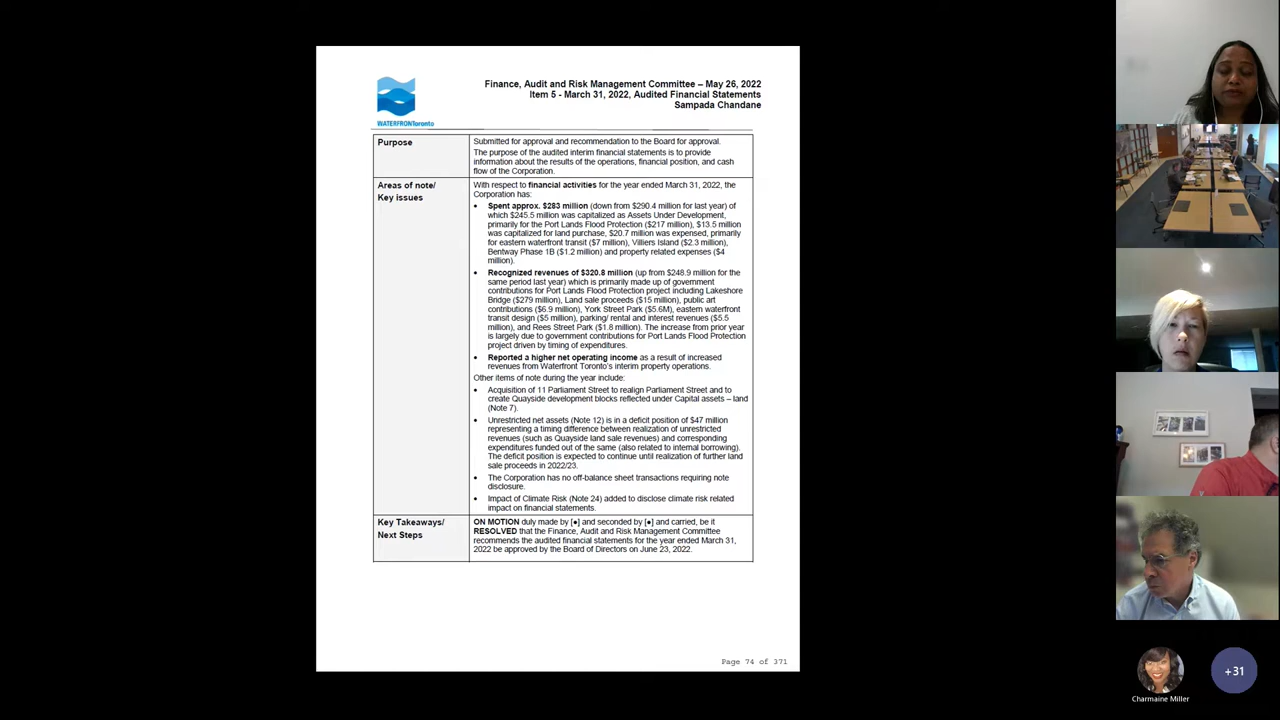 Finance, Audit and Risk Management Committee – May 26, 2022
Item 5 - March 31, 2022, Audited Financial Statements
Sampada Chandane
WATERFRONToronto
Purpose
Submitted for approval and recommendation to the Board for approval.
The purpose of the audited interim financial statements is to provide
information about the results of the operations, financial position, and cash
flow of the Corporation.
Areas of note/
Key issues
With respect to financial activities for the year ended March 31, 2022, the
Corporation has:
• Spent approx. $283 million (down from $290.4 million for last year) of
which $245.5 million was capitalized as Assets Under Development,
primarily for the Port Lands Flood Protection ($217 million), $13.5 million
was capitalized for land purchase, $20.7 million was expensed, primarily
for eastern waterfront transit ($7 million), Villiers Island ($2.3 million),
Bentway Phase 1B ($1.2 million) and property related expenses ($4
million).
• Recognized revenues of $320.8 million (up from $248.9 million for the
same period last year) which is primarily made up of government
contributions for Port Lands Flood Protection project including Lakeshore
Bridge ($279 million), Land sale proceeds ($15 million), public art
contributions ($6.9 million), York Street Park ($5.6M), eastern waterfront
transit design ($5 million), parking/ rental and interest revenues ($5.5
million), and Rees Street Park ($1.8 million). The increase from prior year
is largely due to government contributions for Port Lands Flood Protection
project driven by timing of expenditures.
• Reported a higher net operating income as a result of increased
revenues from Waterfront Toronto's interim property operations.
Other items of note during the year include:
• Acquisition of 11 Parliament Street to realign Parliament Street and to
create Quayside development blocks reflected under Capital assets – land
(Note 7).
• Unrestricted net assets (Note 12) is in a deficit position of $47 million
representing a timing difference between realization of unrestricted
revenues (such as Quayside land sale revenues) and corresponding
expenditures funded out of the same (also related to internal borrowing).
The deficit position is expected to continue until realization of further land
sale proceeds in 2022/23.
• The Corporation has no off-balance sheet transactions requiring note
disclosure.
• Impact of Climate Risk (Note 24) added to disclose climate risk related
impact on financial statements.
Key Takeaways/
Next Steps
ON MOTION duly made by [●] and seconded by [●] and carried, be it
RESOLVED that the Finance, Audit and Risk Management Committee
recommends the audited financial statements for the year ended March 31,
2022 be approved by the Board of Directors on June 23, 2022.
Page 74 of 371
+31
Charmaine Miller